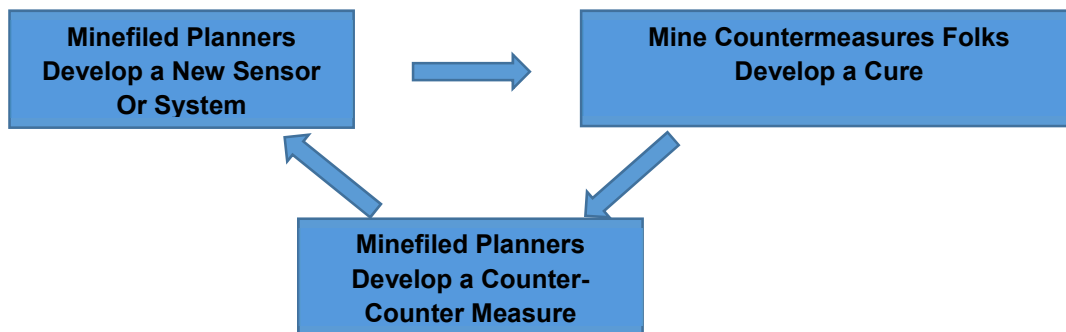 Minefiled Planners
Develop a New Sensor
Or System
Mine Countermeasures Folks
Develop a Cure
Minefiled Planners
Develop a Counter-
Counter Measure